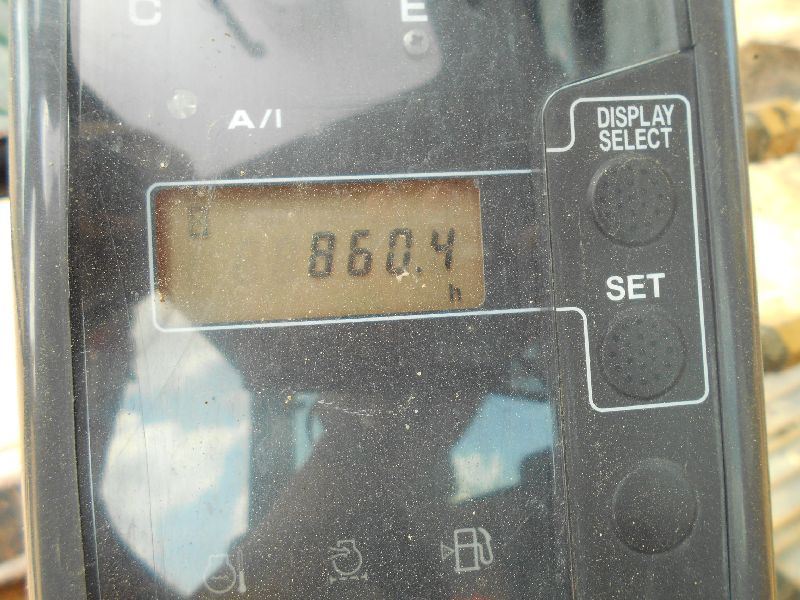 C E
A/I
DISPLAY
SELECT
860.4
h
SET